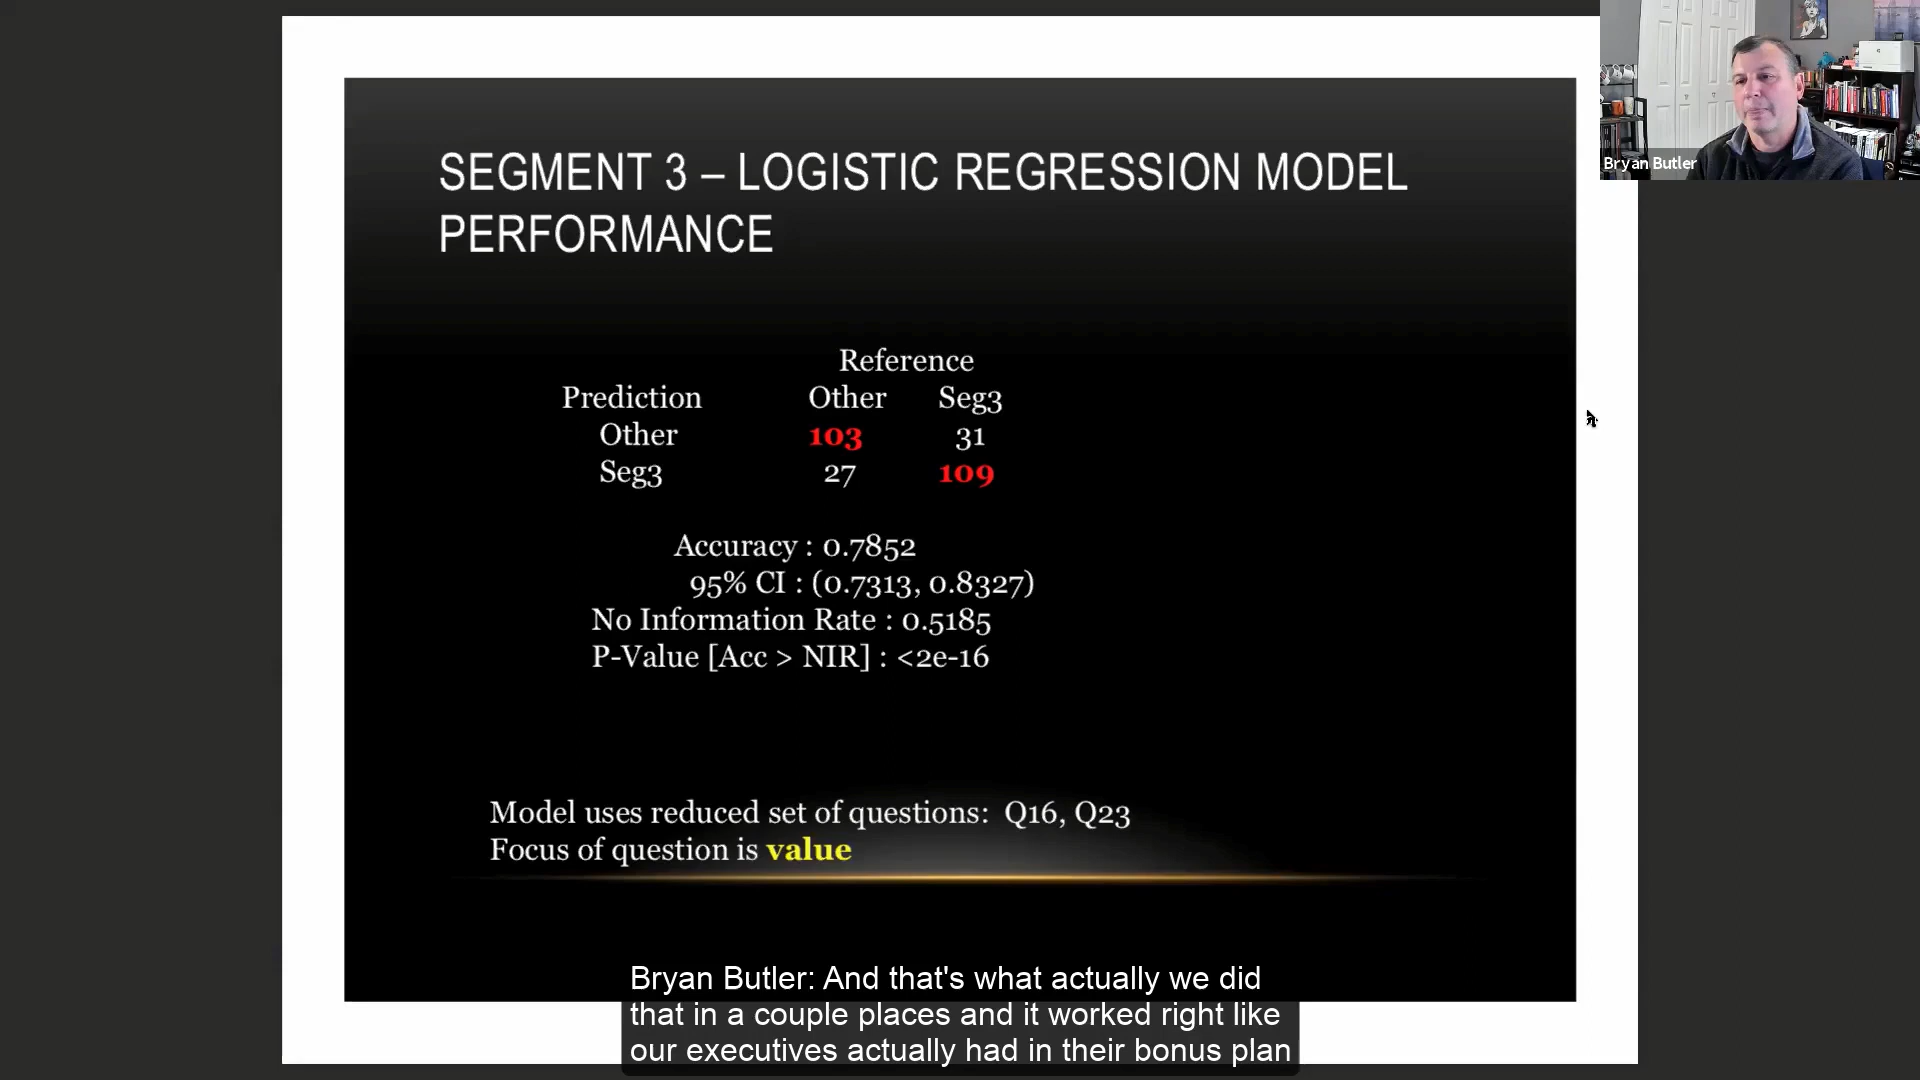 SEGMENT 3 – LOGISTIC REGRESSION MODEL
PERFORMANCE
Bryan Butler
Reference
Prediction Other Seg3
Other 103 31
Seg3 27 109
Accuracy : 0.7852
95% CI : (0.7313, 0.8327)
No Information Rate : 0.5185
P-Value [Acc > NIR] : <2e-16
Model uses reduced set of questions: Q16, Q23
Focus of question is value
Bryan Butler: And that's what actually we did
that in a couple places and it worked right like
our executives actually had in their bonus plan